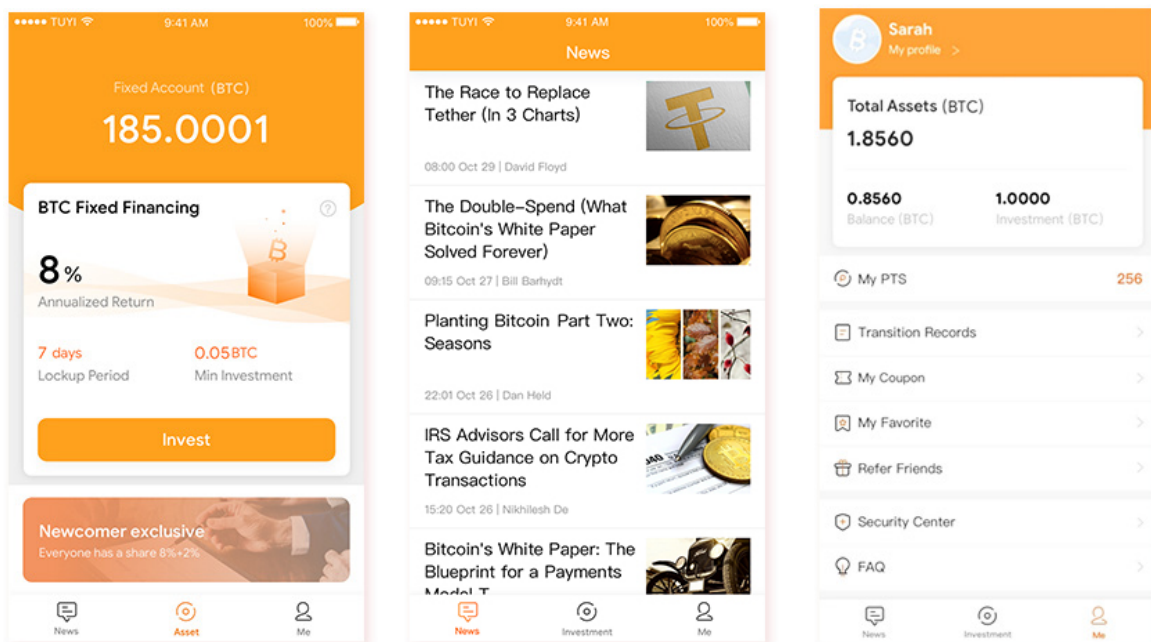 TUYI
9:41 AM
100%
Fixed Account (BTC)
185.0001
BTC Fixed Financing
?
8%
Annualized Return
7 days
0.05BTC
Lockup Period
Min Investment
Invest
Newcomer exclusive
Everyone has a share 8%+2%
News
Asset
Me
TUYI
9:41 AM
100%
News
The Race to Replace
Tether (In 3 Charts)
08:00 Oct 29 | David Floyd
The Double-Spend (What
Bitcoin's White Paper
Solved Forever)
09:15 Oct 27 | Bill Barhydt
Planting Bitcoin Part Two:
Seasons
22:01 Oct 26 | Dan Held
IRS Advisors Call for More
Tax Guidance on Crypto
Transactions
15:20 Oct 26 | Nikhilesh De
Bitcoin's White Paper: The
Blueprint for a Payments
Model T
News
Investment
Me
Sarah
My profile >
Total Assets (BTC)
1.8560
0.8560
1.0000
Balance (BTC)
Investment (BTC)
My PTS
256
Transition Records
My Coupon
My Favorite
Refer Friends
Security Center
FAQ
News
Investment
Me